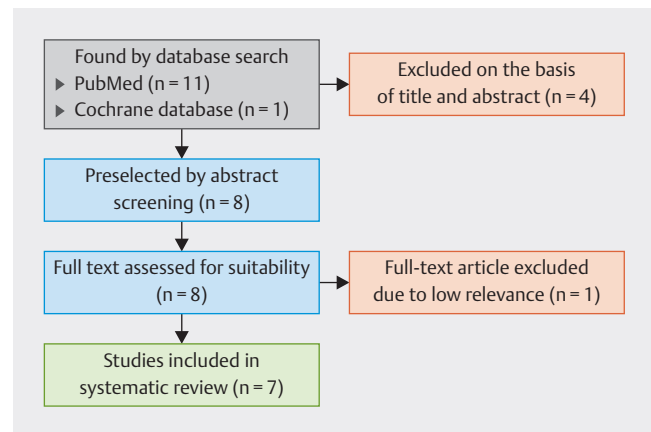 Found by database search
▶ PubMed (n = 11)
▶ Cochrane database (n = 1)
Excluded on the basis
of title and abstract (n = 4)
Preselected by abstract
screening (n = 8)
Full text assessed for suitability
(n = 8)
Full-text article excluded
due to low relevance (n = 1)
Studies included in
systematic review (n = 7)